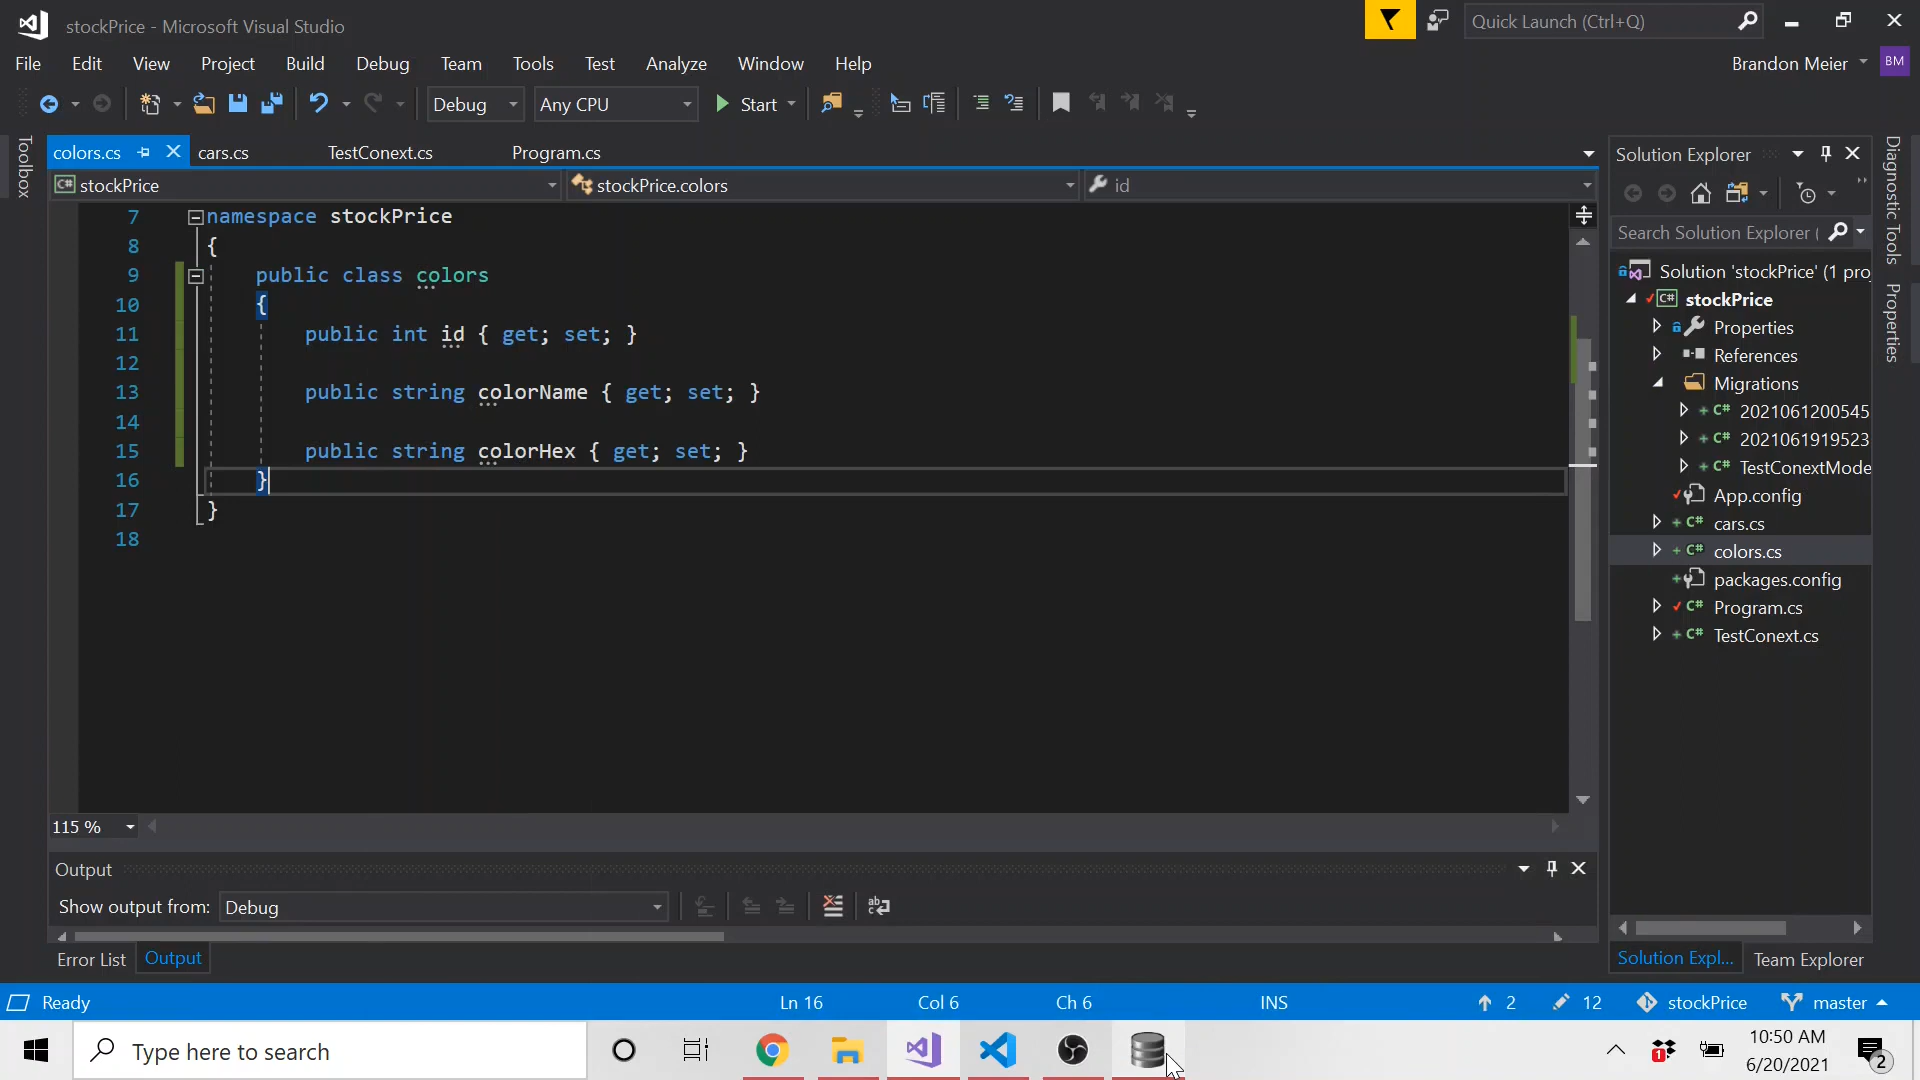 stockPrice - Microsoft Visual Studio
Quick Launch (Ctrl+Q)
File Edit View Project Build Debug Team Tools Test Analyze Window Help
Brandon Meier BM
Debug Any CPU Start
Toolbox
colors.cs cars.cs TestConext.cs Program.cs
C# stockPrice stockPrice.colors id
7 namespace stockPrice
8 {
9 public class colors
10 {
11 public int id { get; set; }
12
13 public string colorName { get; set; }
14
15 public string colorHex { get; set; }
16 }
17 }
18
115 %
Output
Show output from: Debug
Error List Output
Solution Explorer
Search Solution Explorer (
Solution 'stockPrice' (1 proj
C# stockPrice
Properties
References
Migrations
C# 2021061200545
C# 2021061919523
C# TestConextMode
App.config
C# cars.cs
C# colors.cs
packages.config
C# Program.cs
C# TestConext.cs
Solution Expl... Team Explorer
Diagnostic Tools
Properties
Ready Ln 16 Col 6 Ch 6 INS 2 12 stockPrice master
Type here to search
1
10:50 AM
6/20/2021
2